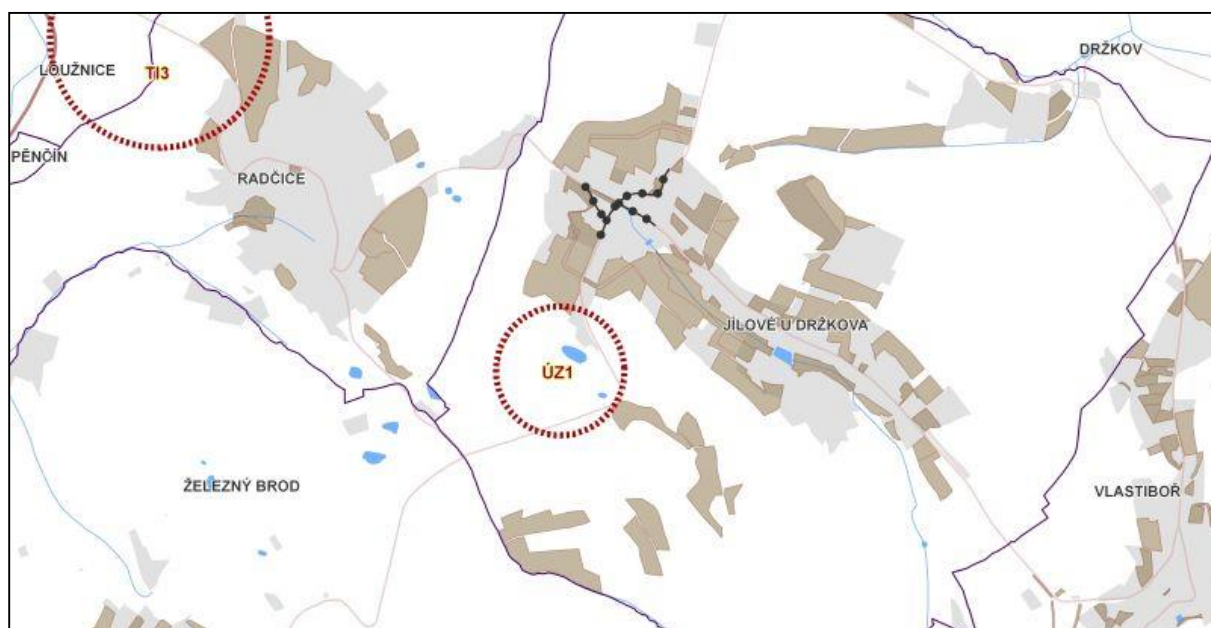 DRŽKOV
LOUŽNICE
TI3
PĚNČÍN
RADČICE
JÍLOVÉ U DRŽKOVA
ÚZ1
ŽELEZNÝ BROD
VLASTIBOŘ